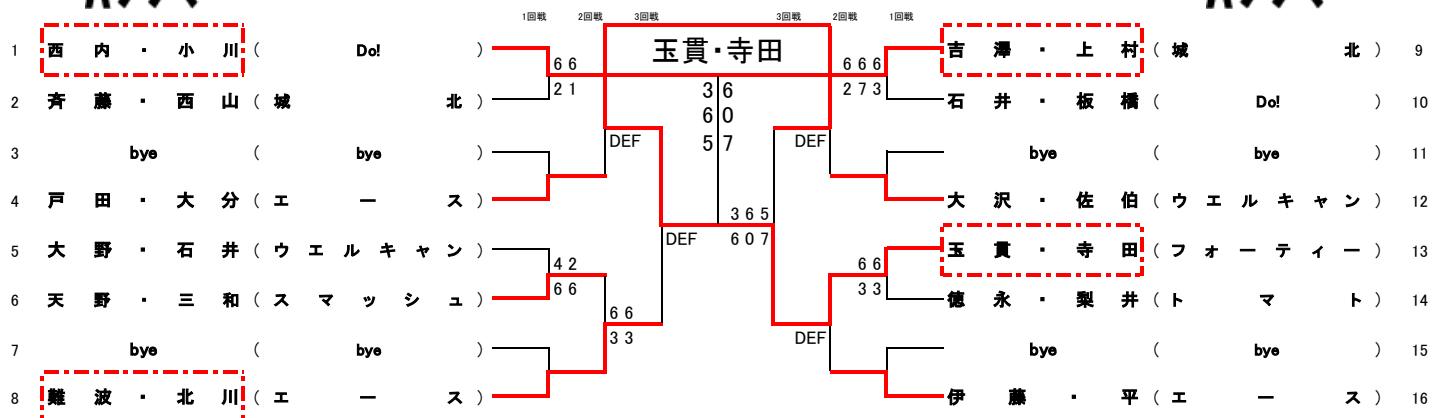 1回戦 2回戦 3回戦 3回戦 2回戦 1回戦
玉貫・寺田
1 西内・小川 ( Do! ) 6 6 6 6 6 吉澤・上村 ( 城北 ) 9
2 斉藤・西山 ( 城北 ) 2 1 3 6 2 7 3 石井・板橋 ( Do! ) 10
6 0
3 bye ( bye ) DEF 5 7 DEF bye ( bye ) 11
4 戸田・大分 ( エース ) 大沢・佐伯 ( ウエルキャン ) 12
3 6 5
5 大野・石井 ( ウエルキャン ) 4 2 DEF 6 0 7 6 6 玉貫・寺田 ( フォーティー ) 13
6 天野・三和 ( スマッシュ ) 6 6 3 3 徳永・梨井 ( トマト ) 14
6 6
7 bye ( bye ) 3 3 DEF bye ( bye ) 15
8 難波・北川 ( エース ) 伊藤・平 ( エース ) 16